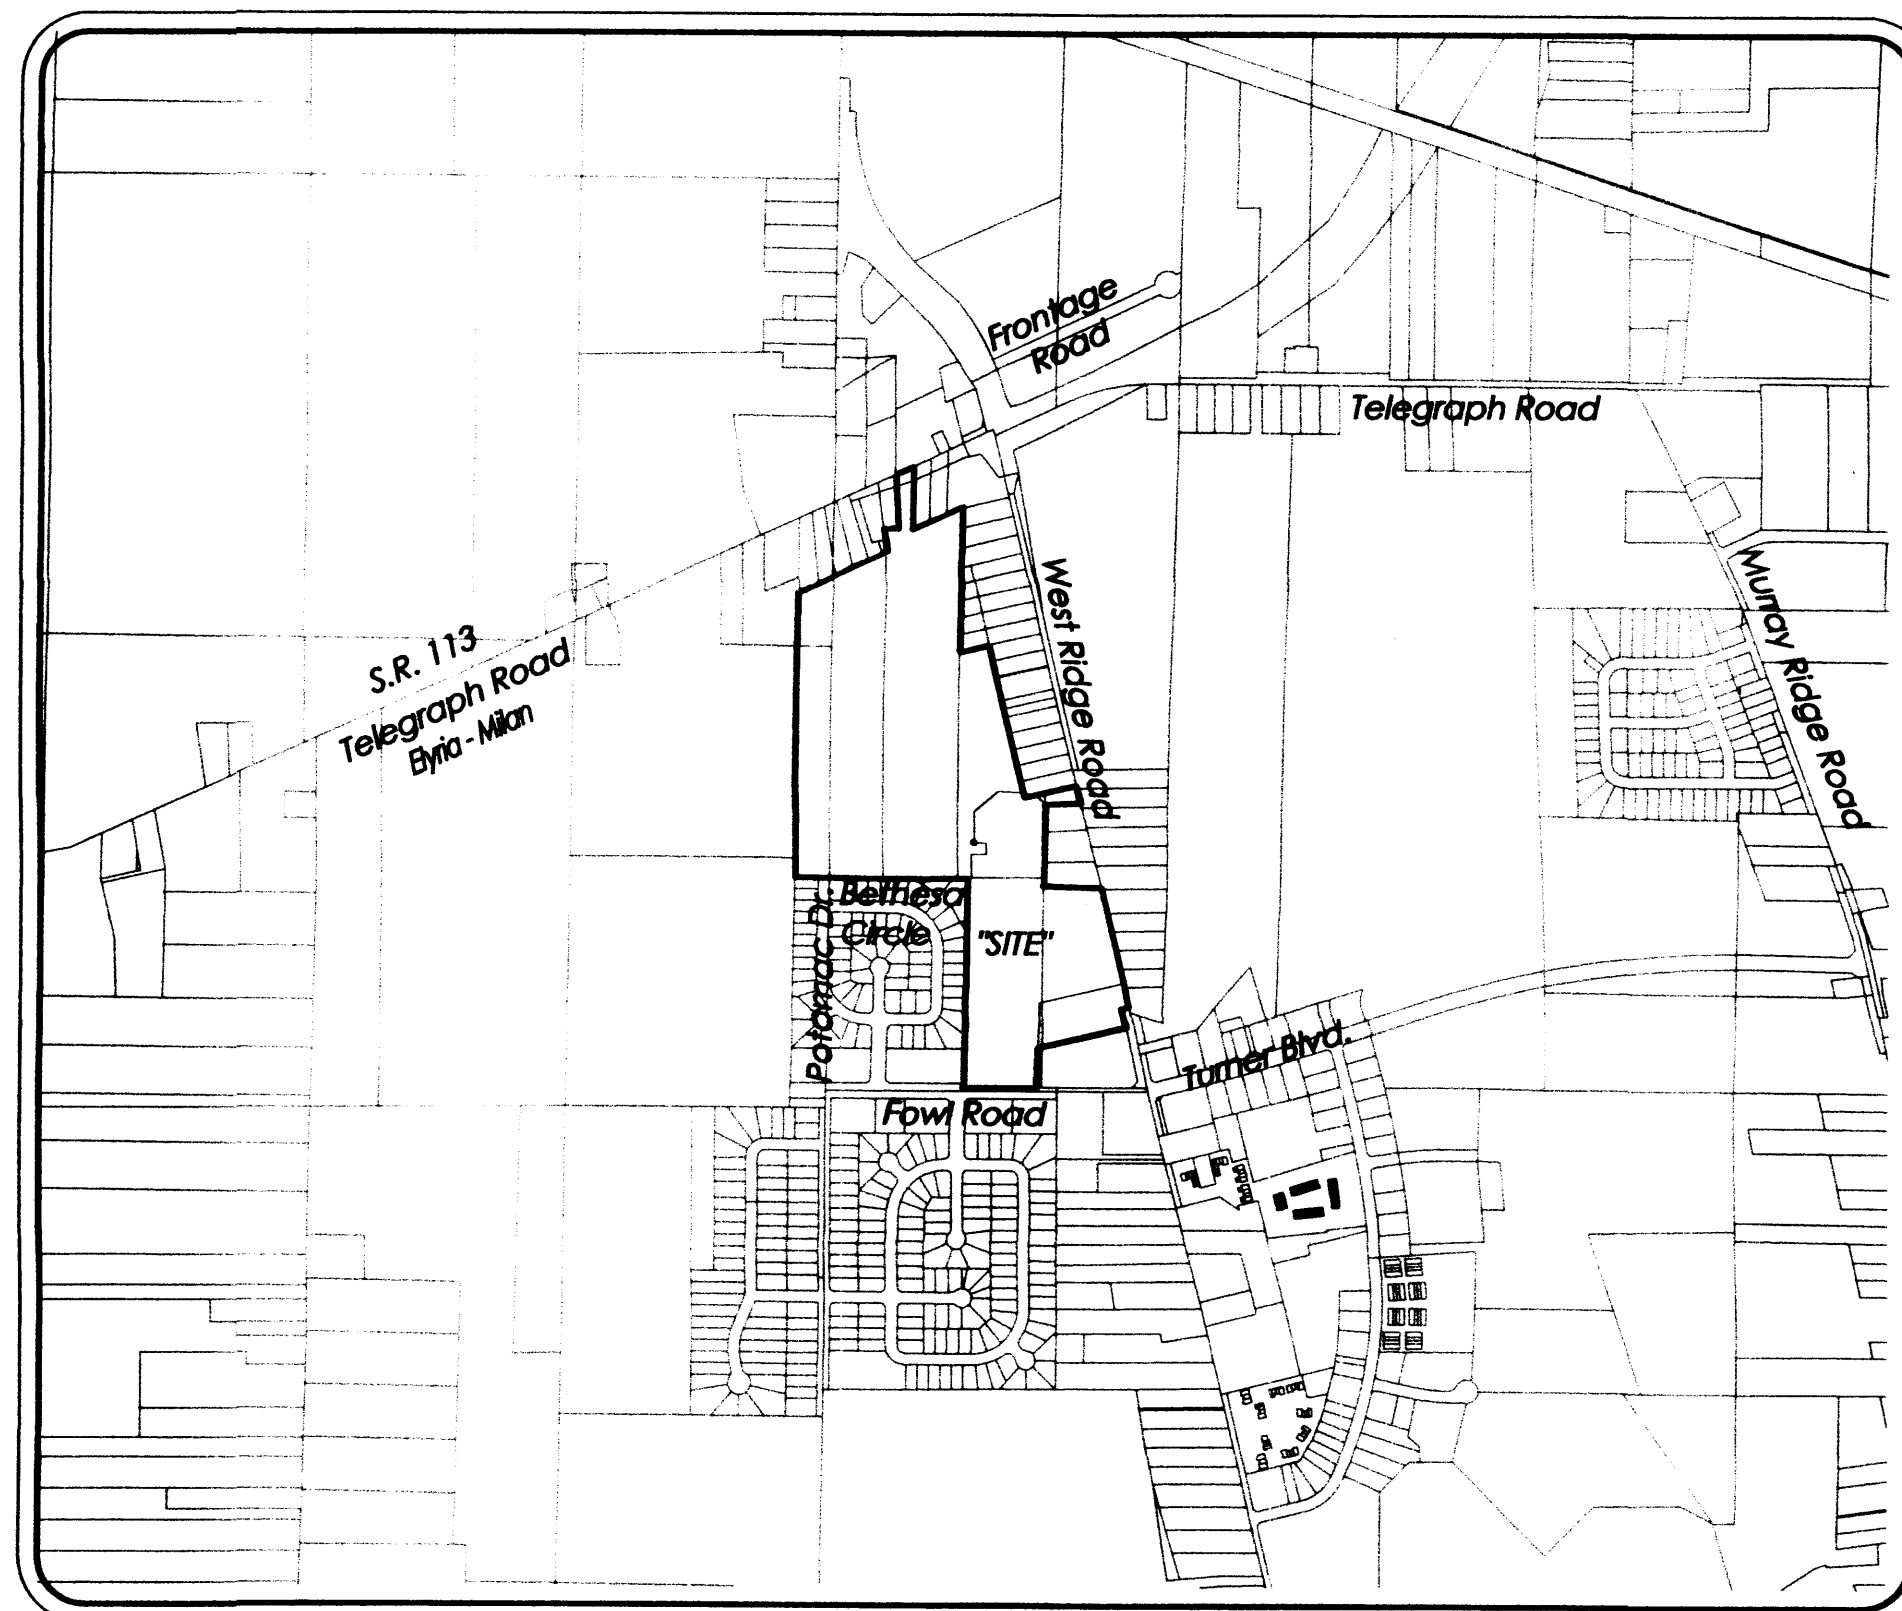 Frontage
Road
Telegraph Road
S.R. 113
Telegraph Road
Elyria - Milan
West Ridge Road
Murray Ridge Road
Bethesa
Circle
Potomac Dr.
"SITE"
Turner Blvd.
Fowl Road